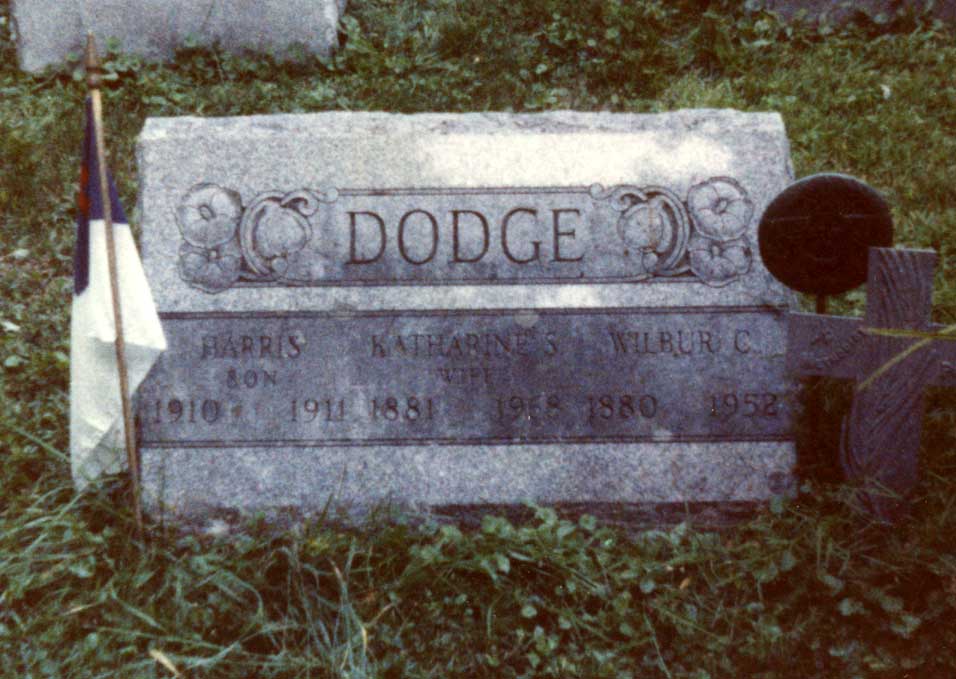 DODGE
HARRIS KATHARINE S. WILBUR C.
SON WIFE
1910 1911 1881 1968 1880 1952